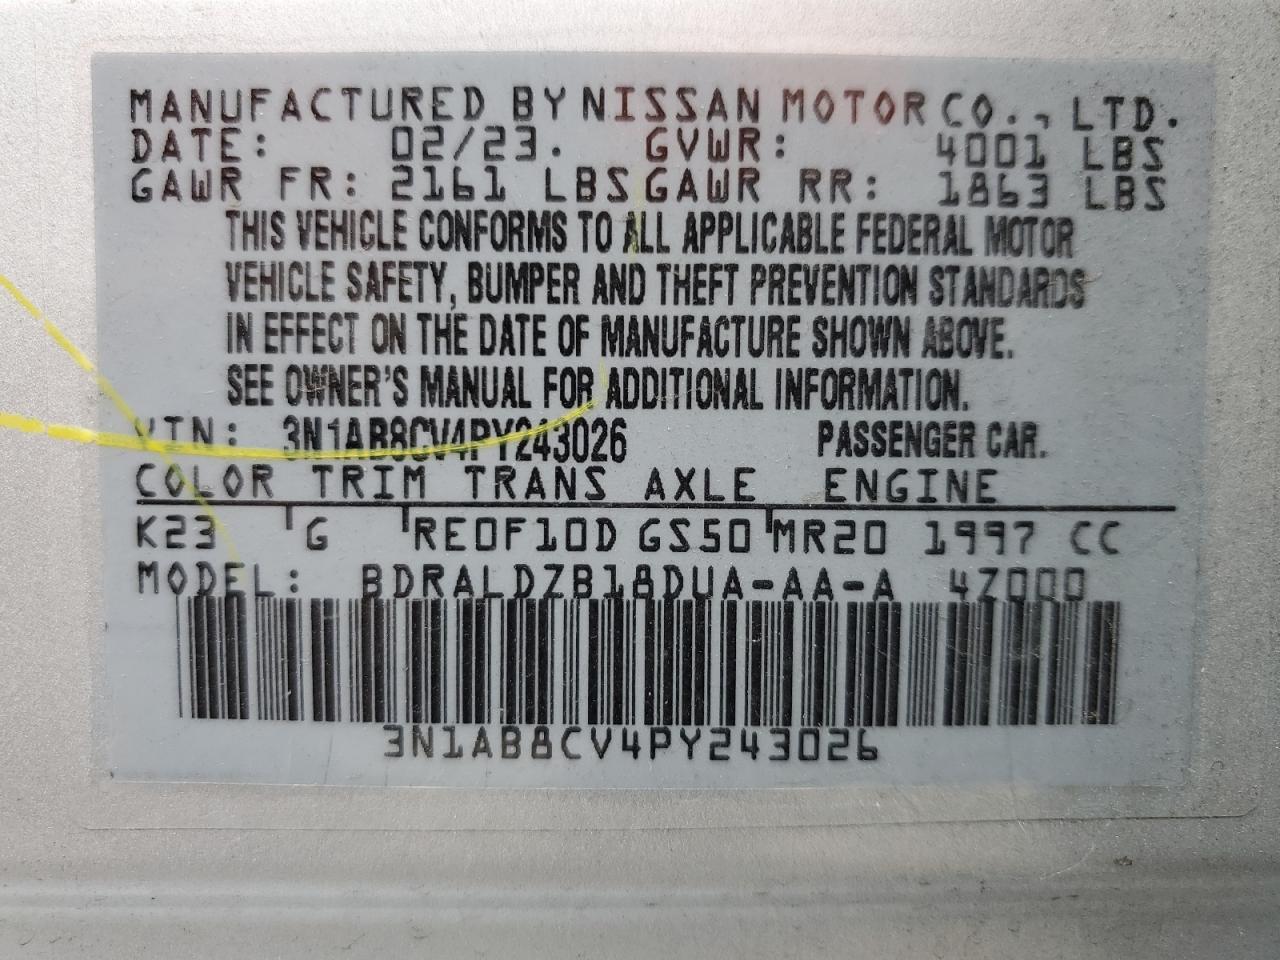 MANUFACTURED BY NISSAN MOTOR CO., LTD.
DATE: 02/23. GVWR: 4001 LBS
GAWR FR: 2161 LBS GAWR RR: 1863 LBS
THIS VEHICLE CONFORMS TO ALL APPLICABLE FEDERAL MOTOR
VEHICLE SAFETY, BUMPER AND THEFT PREVENTION STANDARDS
IN EFFECT ON THE DATE OF MANUFACTURE SHOWN ABOVE.
SEE OWNER'S MANUAL FOR ADDITIONAL INFORMATION.
VIN: 3N1AB8CV4PY243026 PASSENGER CAR.
COLOR TRIM TRANS AXLE ENGINE
K23 G RE0F10D GS50 MR20 1997 CC
MODEL: BDRALDZB18DUA-AA-A 4Z000
3N1AB8CV4PY243026